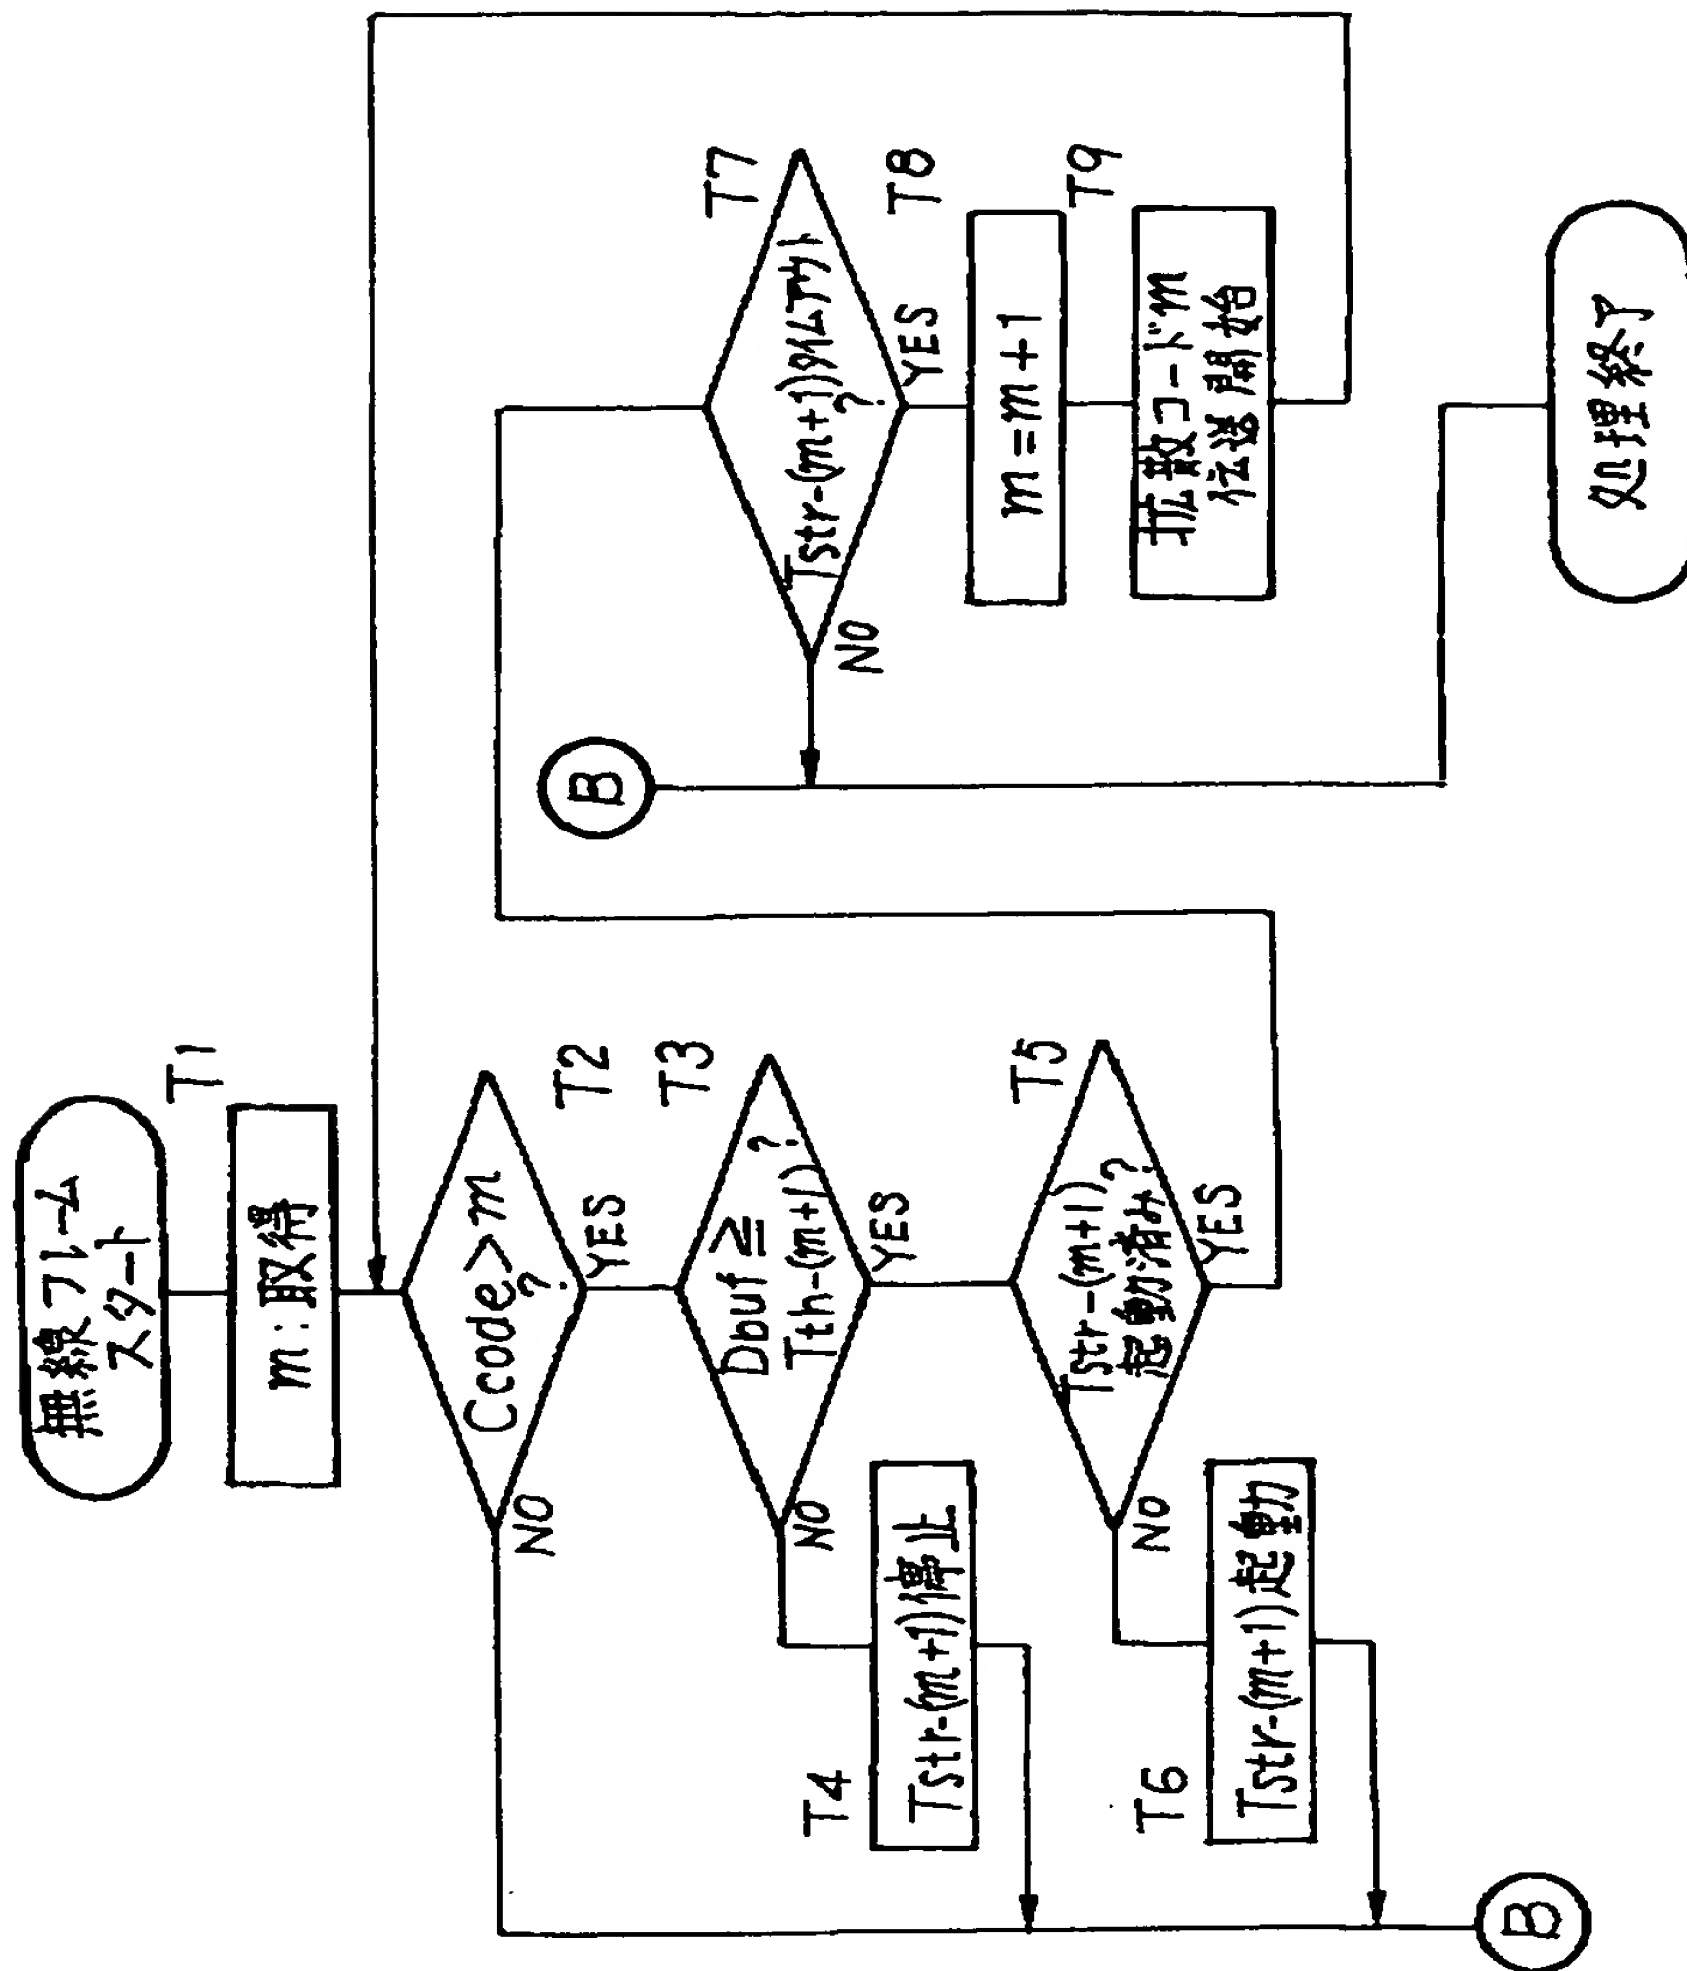 無線フレーム
スタート
T1
m:取得
Ccode>m
?
T2
NO
YES
T3
Dbuf≧
Tth-(m+1)
?
NO
YES
T4
Tstr-(m+1)停止
T5
Tstr-(m+1)
起動済み?
NO
YES
T6
Tstr-(m+1)起動
B
B
T7
Tstr-(m+1)タイムアウト
?
NO
YES
T8
m=m+1
T9
拡散コードm
伝送開始
処理終了